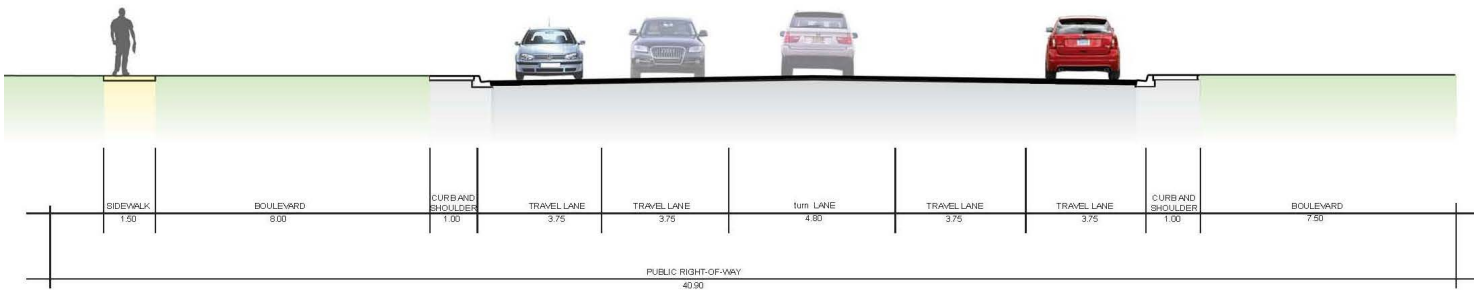 SIDEWALK
1.50
BOULEVARD
8.00
CURB AND
SHOULDER
1.00
TRAVEL LANE
3.75
TRAVEL LANE
3.75
turn LANE
4.80
TRAVEL LANE
3.75
TRAVEL LANE
3.75
CURB AND
SHOULDER
1.00
BOULEVARD
7.50
PUBLIC RIGHT-OF-WAY
40.90